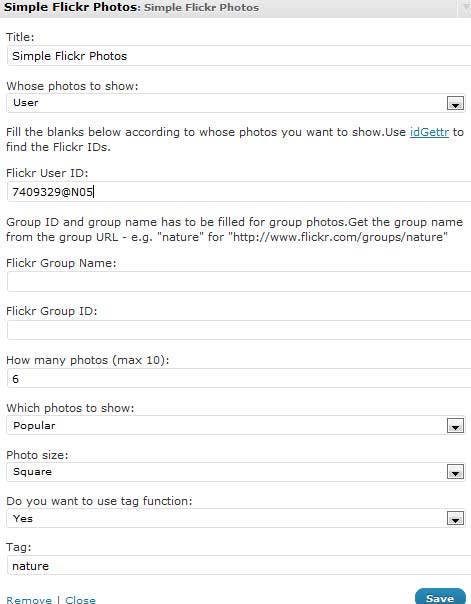 Simple Flickr Photos: Simple Flickr Photos
Title:
Simple Flickr Photos
Whose photos to show:
User
Fill the blanks below according to whose photos you want to show.Use idGettr to
find the Flickr IDs.
Flickr User ID:
7409329@N05
Group ID and group name has to be filled for group photos.Get the group name
from the group URL - e.g. "nature" for "http://www.flickr.com/groups/nature"
Flickr Group Name:
Flickr Group ID:
How many photos (max 10):
6
Which photos to show:
Popular
Photo size:
Square
Do you want to use tag function:
Yes
Tag:
nature
Remove | Close
Save